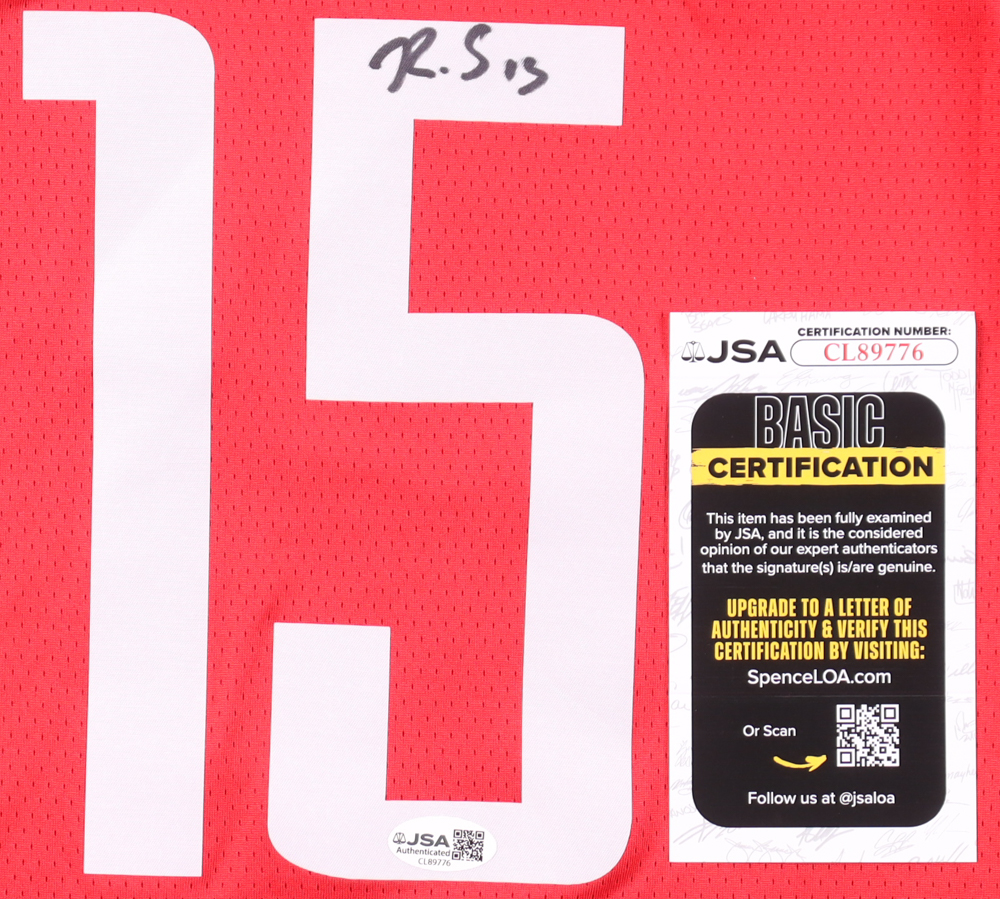 R.S 15
15
JSA
CERTIFICATION NUMBER:
CL89776
BASIC
CERTIFICATION
This item has been fully examined
by JSA, and it is the considered
opinion of our expert authenticators
that the signature(s) is/are genuine.
UPGRADE TO A LETTER OF
AUTHENTICITY & VERIFY THIS
CERTIFICATION BY VISITING:
SpenceLOA.com
Or Scan
Follow us at @jsaloa
JSA
Authenticated
CL89776